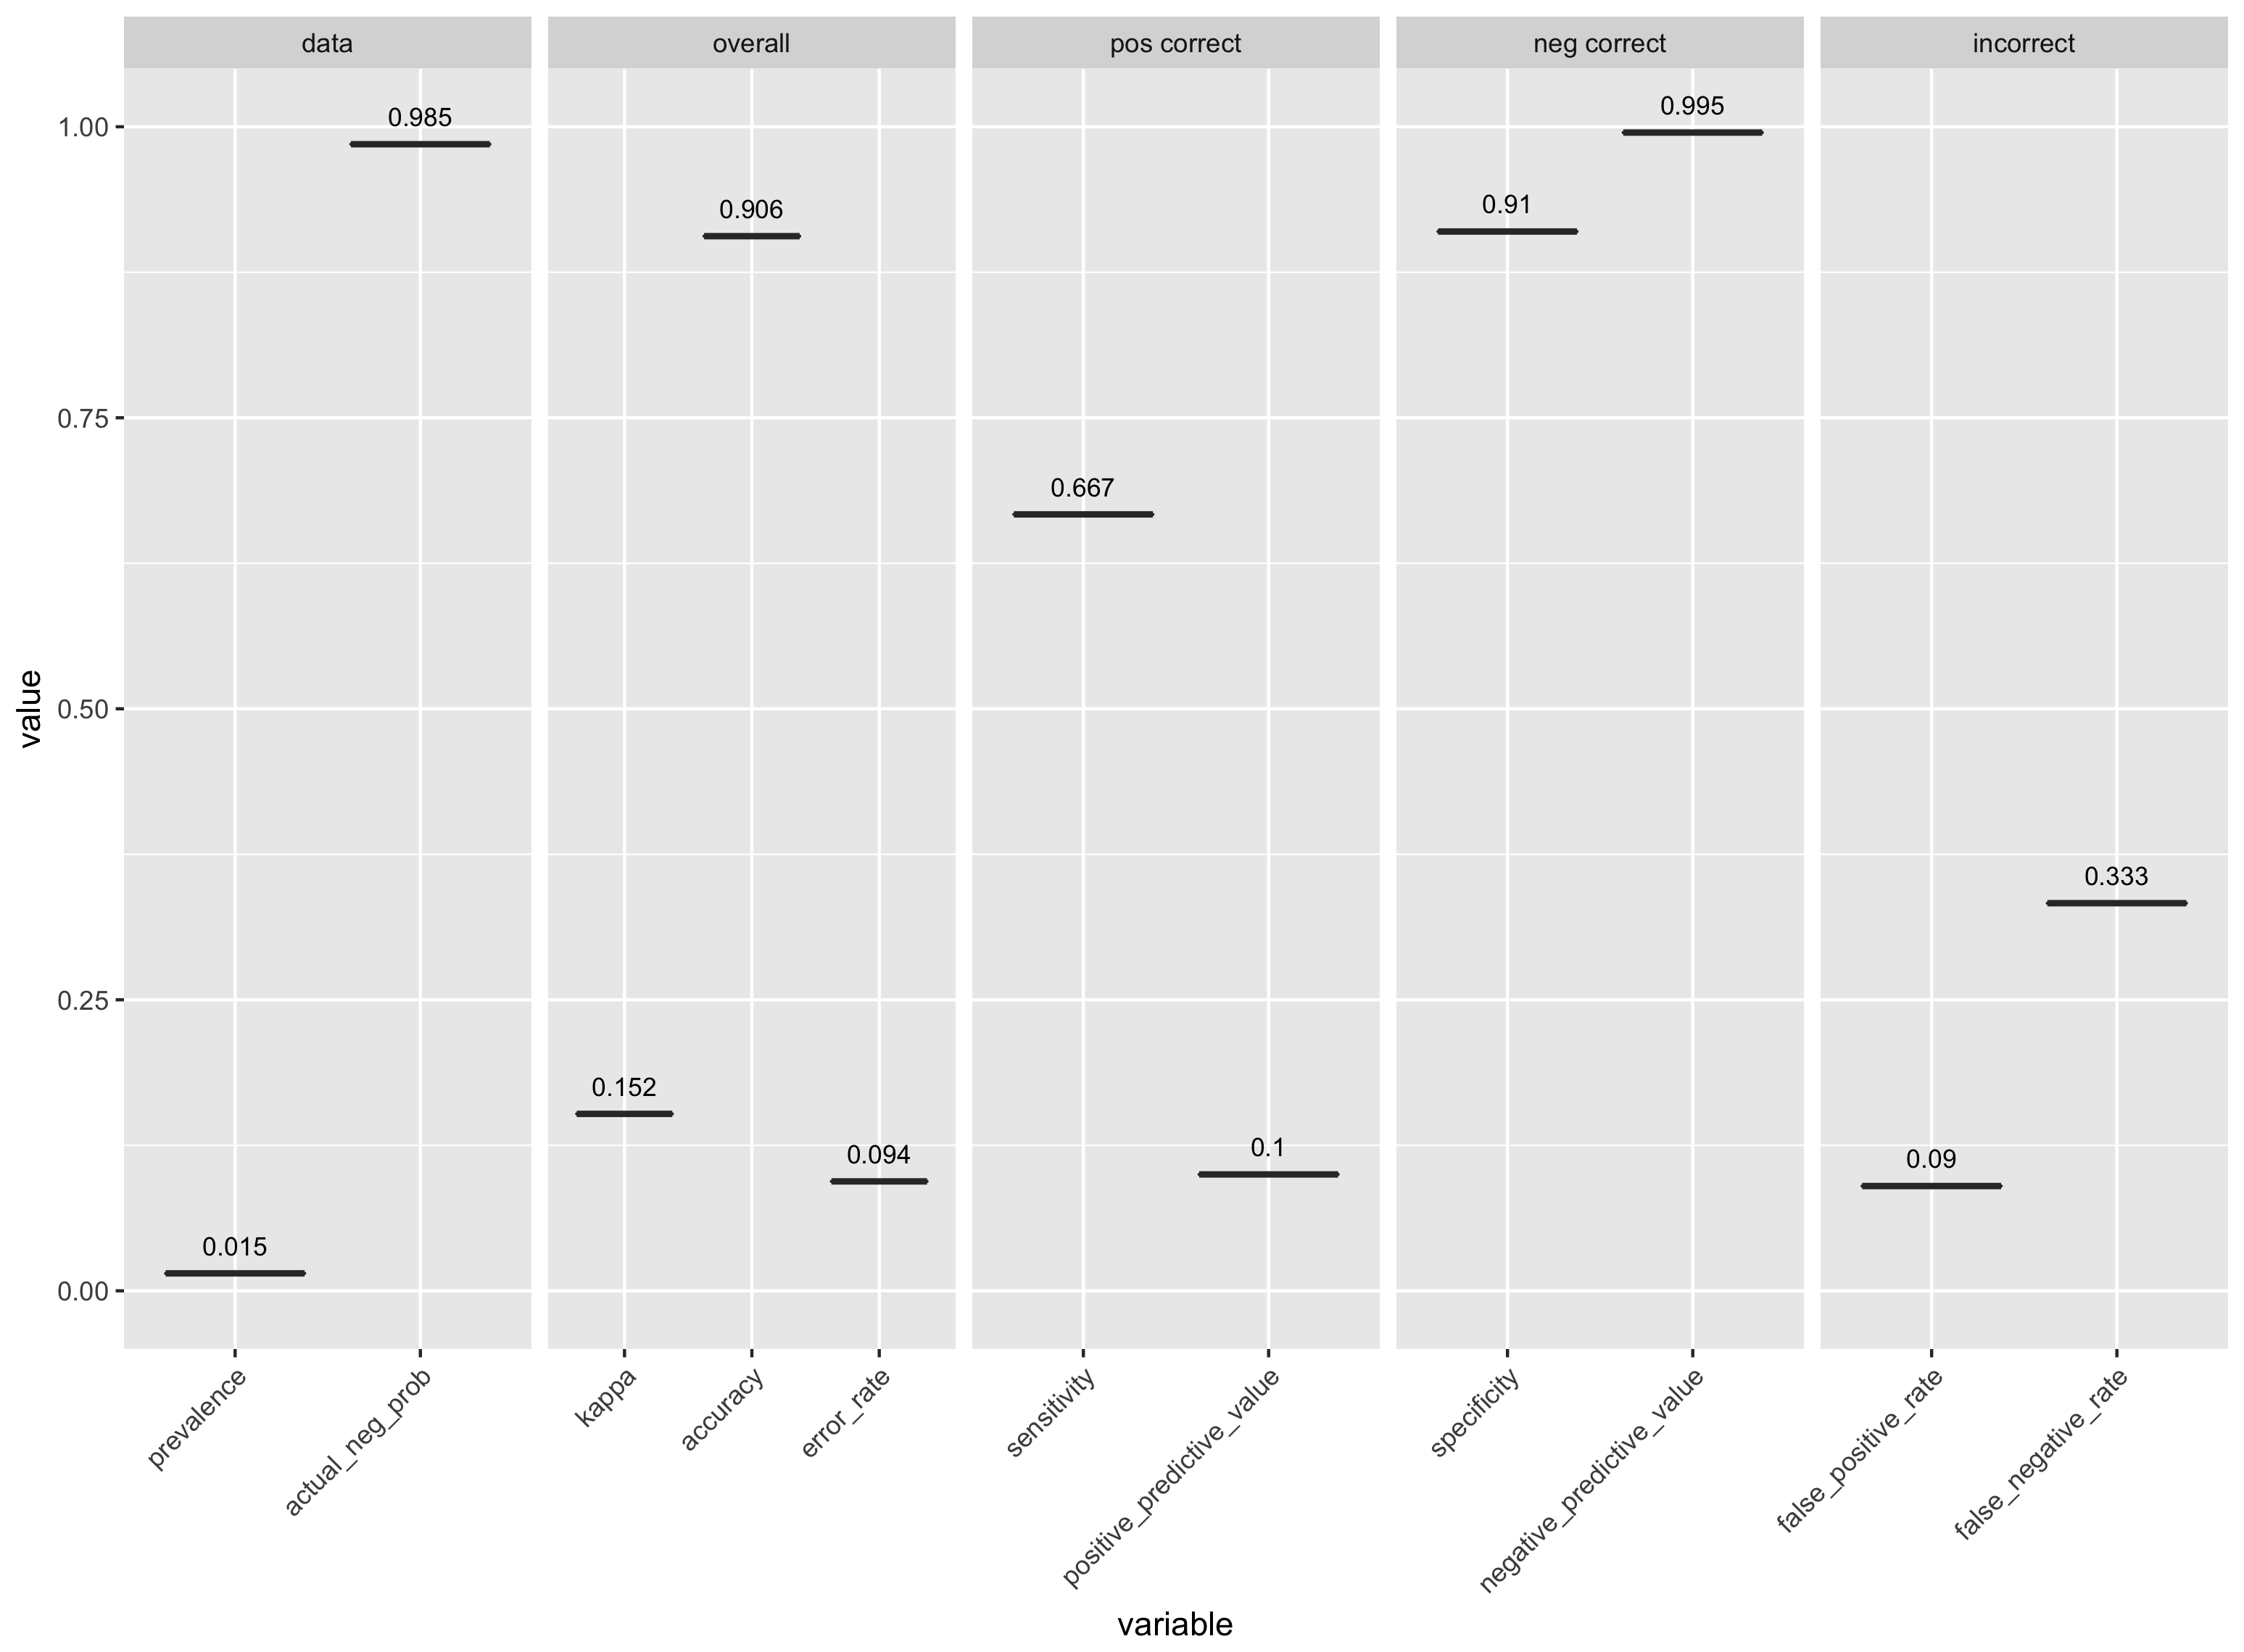 data
overall
pos correct
neg correct
incorrect
value
1.00
0.75
0.50
0.25
0.00
0.015
0.985
0.152
0.906
0.094
0.667
0.1
0.91
0.995
0.09
0.333
prevalence
actual_neg_prob
kappa
accuracy
error_rate
sensitivity
positive_predictive_value
specificity
negative_predictive_value
false_positive_rate
false_negative_rate
variable